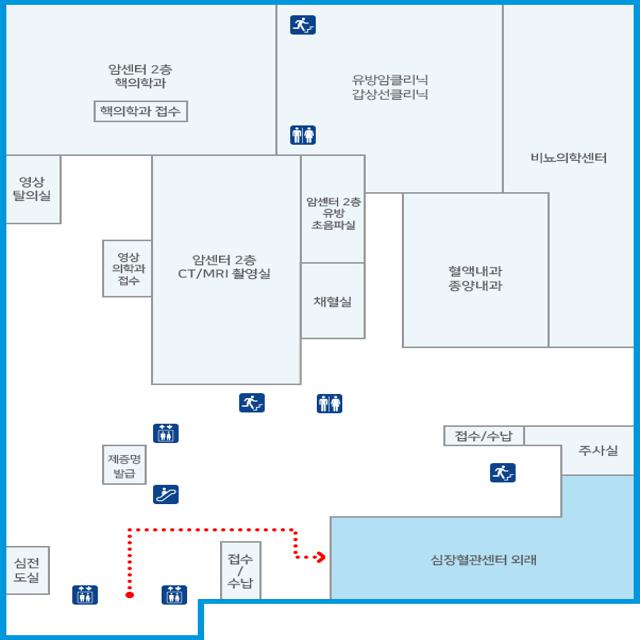 암센터 2층
핵의학과
핵의학과 접수
유방암클리닉
갑상선클리닉
비뇨의학센터
영상
탈의실
암센터 2층
유방
초음파실
영상
의학과
접수
암센터 2층
CT/MRI 촬영실
채혈실
혈액내과
종양내과
접수/수납
주사실
제증명
발급
심전
도실
접수
/
수납
심장혈관센터 외래